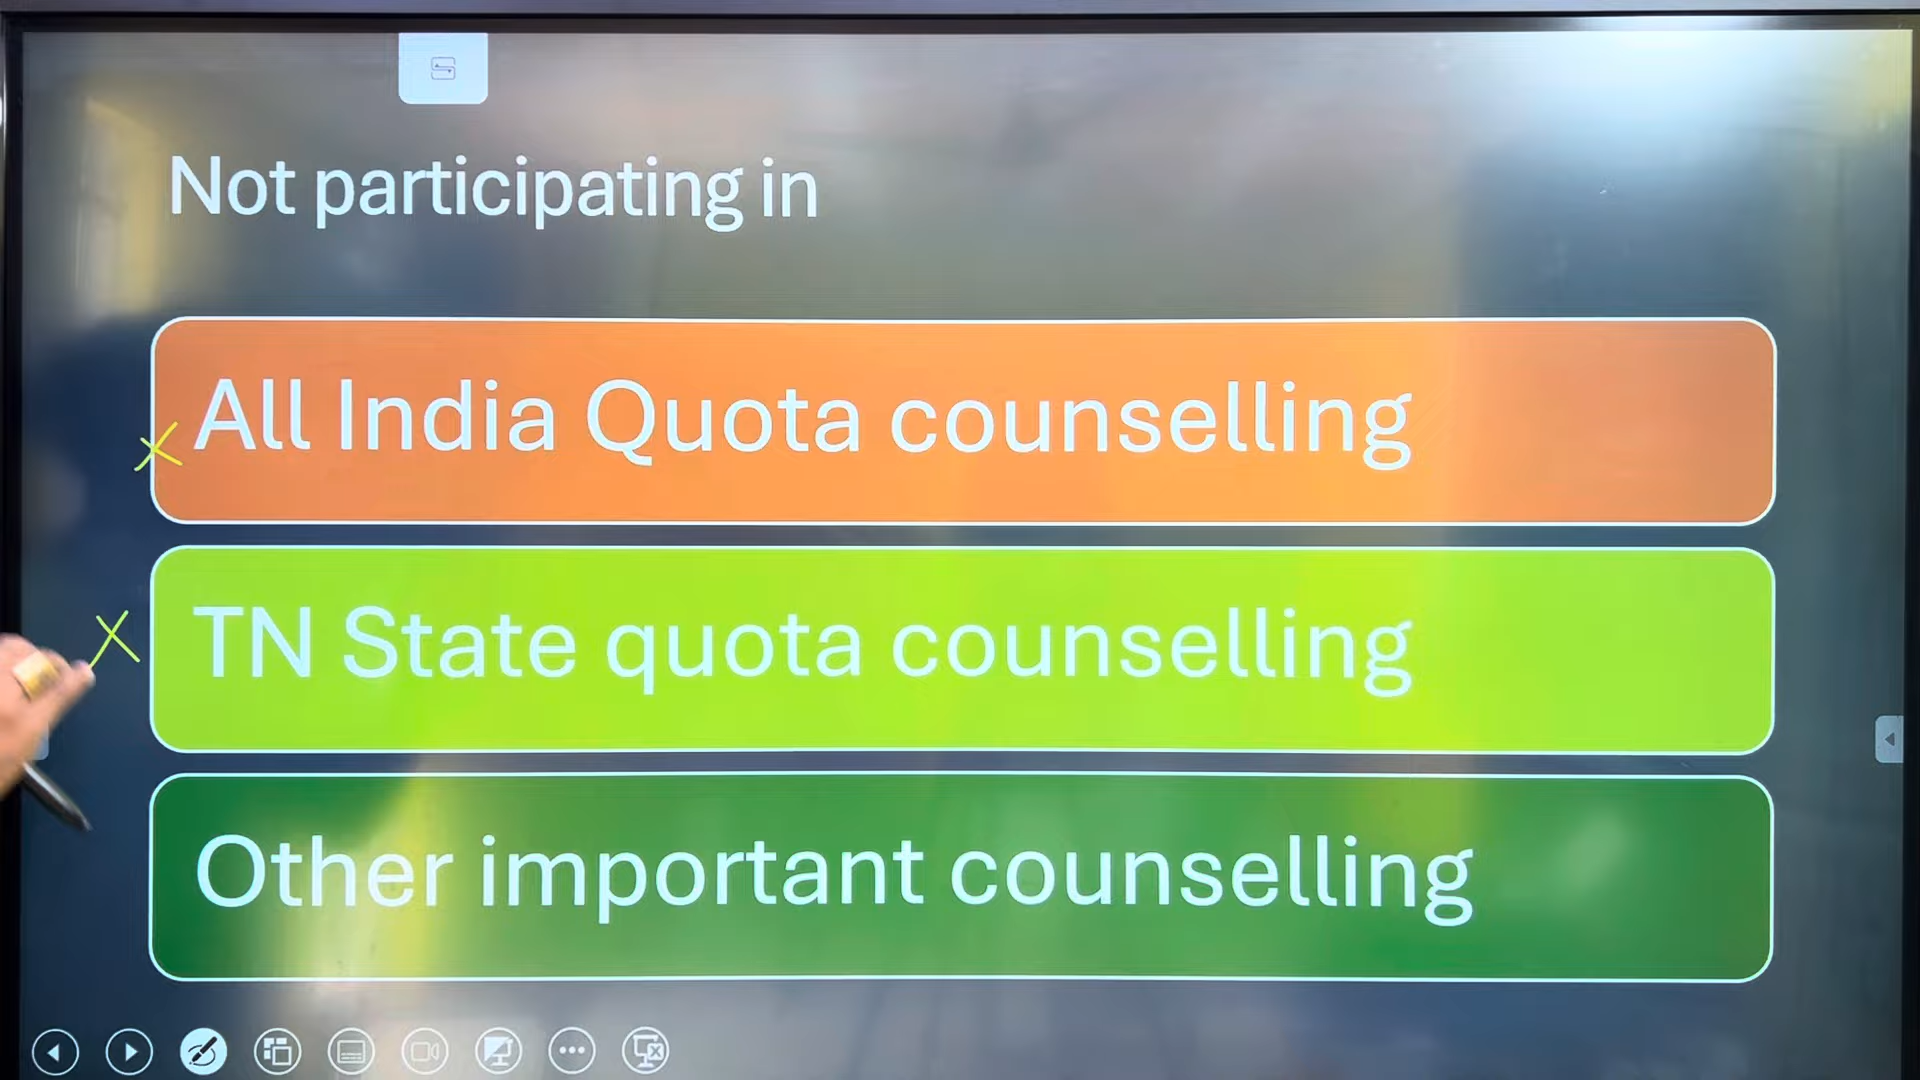 Not participating in
All India Quota counselling
TN State quota counselling
Other important counselling